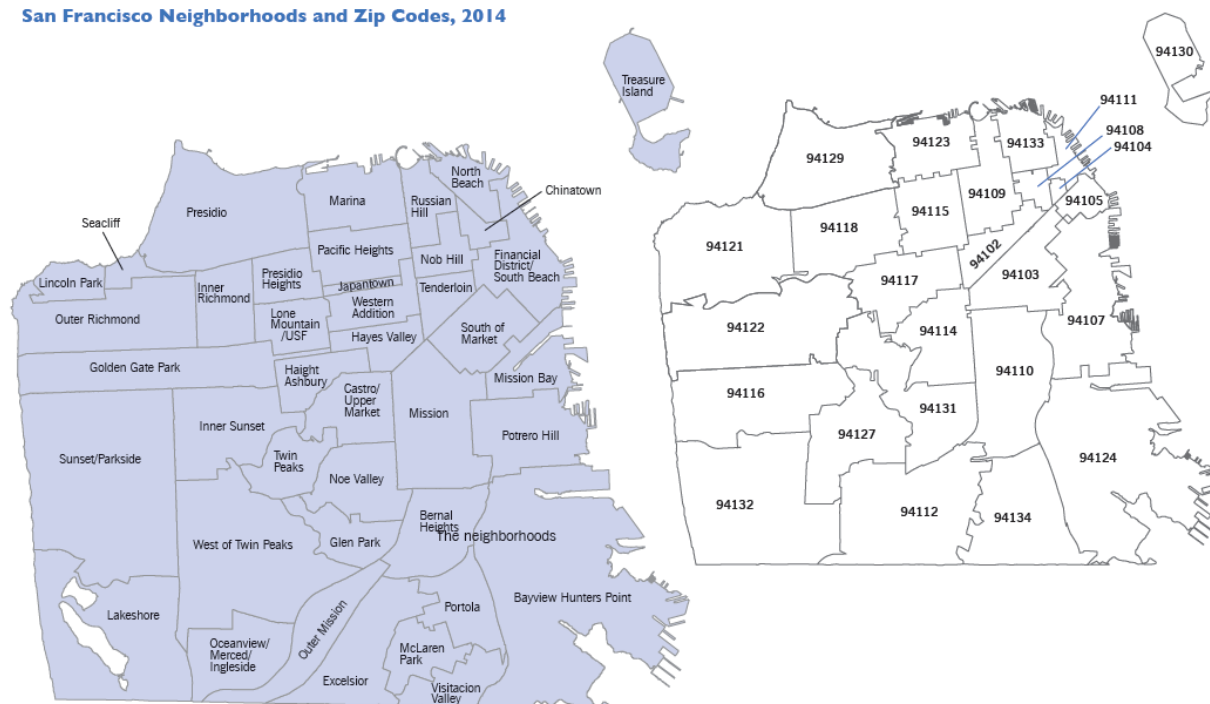 San Francisco Neighborhoods and Zip Codes, 2014
Treasure
Island
North
Beach
Chinatown
Russian
Hill
Marina
Presidio
Seacliff
Pacific Heights
Nob Hill
Financial
District/
South Beach
Lincoln Park
Inner
Richmond
Presidio
Heights
Japantown
Tenderloin
Western
Addition
Outer Richmond
Lone
Mountain
/USF
Hayes Valley
South of
Market
Golden Gate Park
Haight
Ashbury
Mission Bay
Castro/
Upper
Market
Mission
Inner Sunset
Potrero Hill
Sunset/Parkside
Twin
Peaks
Noe Valley
Bernal
Heights
The neighborhoods
West of Twin Peaks
Glen Park
Bayview Hunters Point
Lakeshore
Portola
Outer Mission
Oceanview/
Merced/
Ingleside
McLaren
Park
Excelsior
Visitacion
Valley
94130
94111
94108
94104
94123
94133
94129
94109
94105
94115
94118
94121
94102
94103
94117
94122
94114
94107
94110
94116
94131
94127
94124
94132
94112
94134